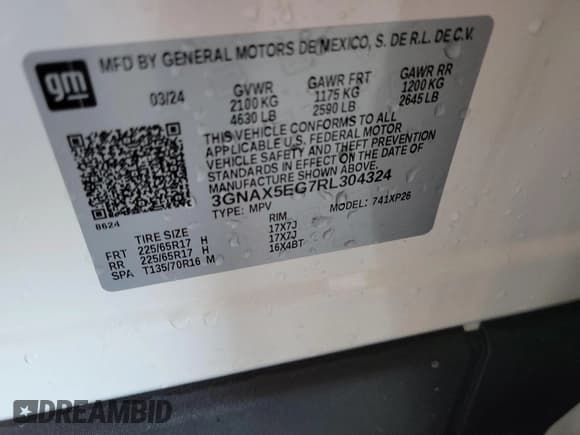 gm
MFD BY GENERAL MOTORS DE MEXICO, S. DE R.L. DE C.V.
03/24 GVWR GAWR FRT GAWR RR
2100 KG 1175 KG 1200 KG
4630 LB 2590 LB 2645 LB
THIS VEHICLE CONFORMS TO ALL
APPLICABLE U.S. FEDERAL MOTOR
VEHICLE SAFETY AND THEFT PREVENTION
STANDARDS IN EFFECT ON THE DATE OF
MANUFACTURE SHOWN ABOVE.
3GNAX5EG7RL304324
8624 TYPE: MPV MODEL: 741XP26
TIRE SIZE RIM
FRT 225/65R17 H 17X7J
RR 225/65R17 H 17X7J
SPA T135/70R16 M 16X4BT
DREAMBID